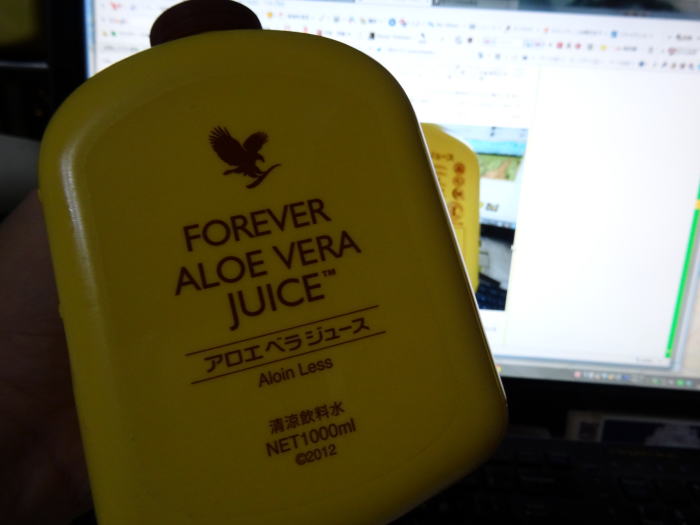 FOREVER
ALOE VERA
JUICE™
アロエ ベラ ジュース
Aloin Less
清涼飲料水
NET1000ml
©2012